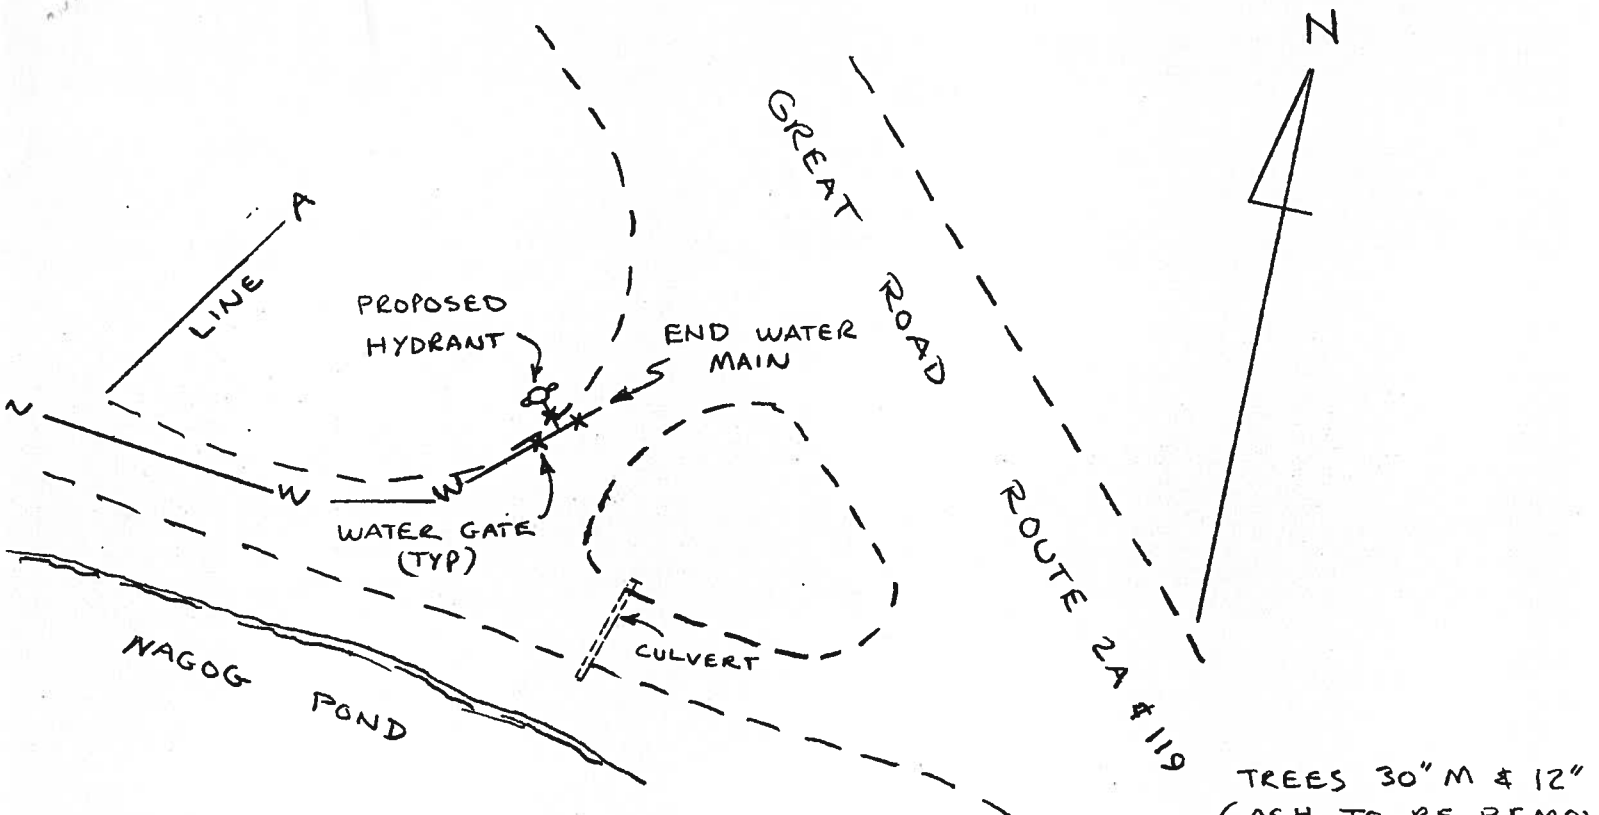 N
GREAT ROAD ROUTE 2A & 119
A
LINE
PROPOSED
HYDRANT
END WATER
MAIN
W
W
WATER GATE
(TYP)
CULVERT
NAGOG POND
TREES 30" M & 12"